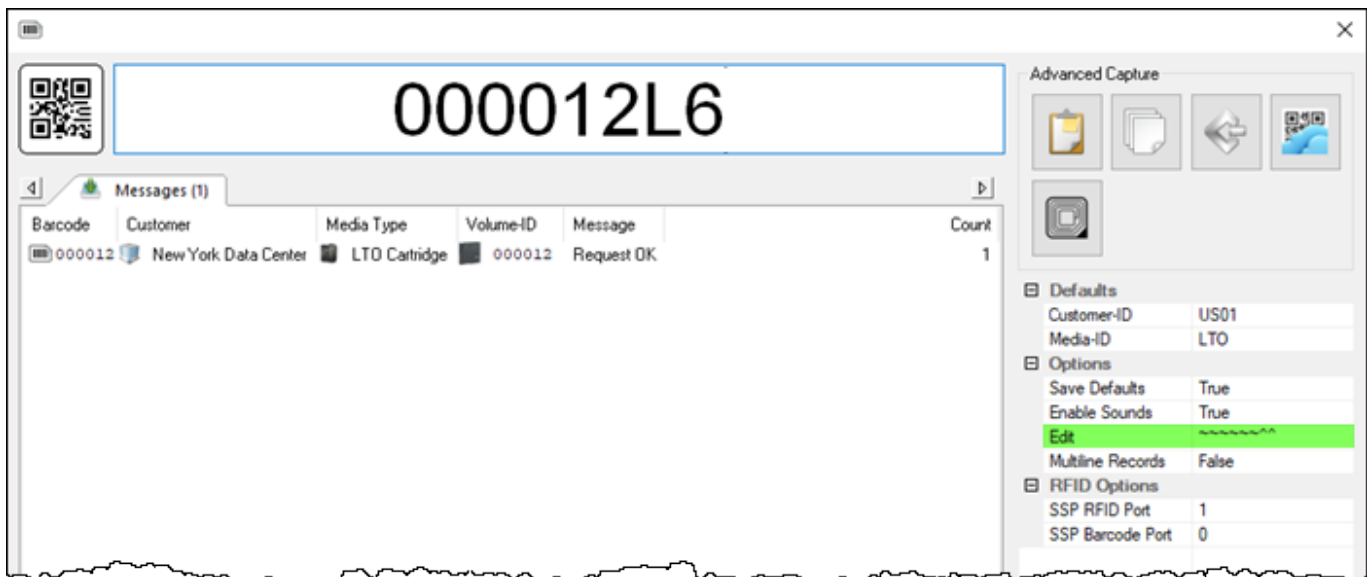 000012L6
Messages (1)
Barcode Customer Media Type Volume-ID Message Count
000012 New York Data Center LTO Cartridge 000012 Request OK 1
Advanced Capture
Defaults
Customer-ID US01
Media-ID LTO
Options
Save Defaults True
Enable Sounds True
Edit ~~~~~~^^
Multiline Records False
RFID Options
SSP RFID Port 1
SSP Barcode Port 0